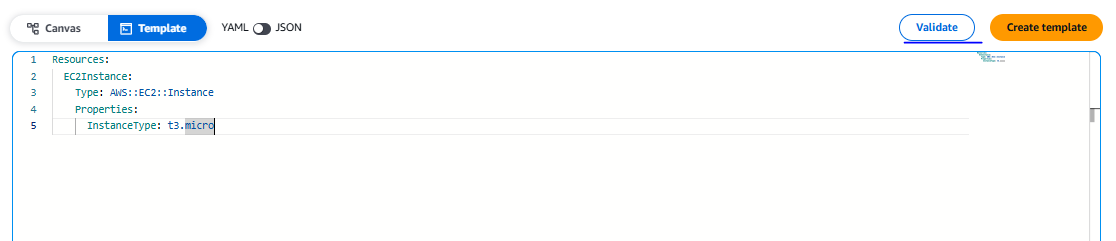 Canvas Template YAML JSON Validate Create template
1 Resources:
2 EC2Instance:
3 Type: AWS::EC2::Instance
4 Properties:
5 InstanceType: t3.micro